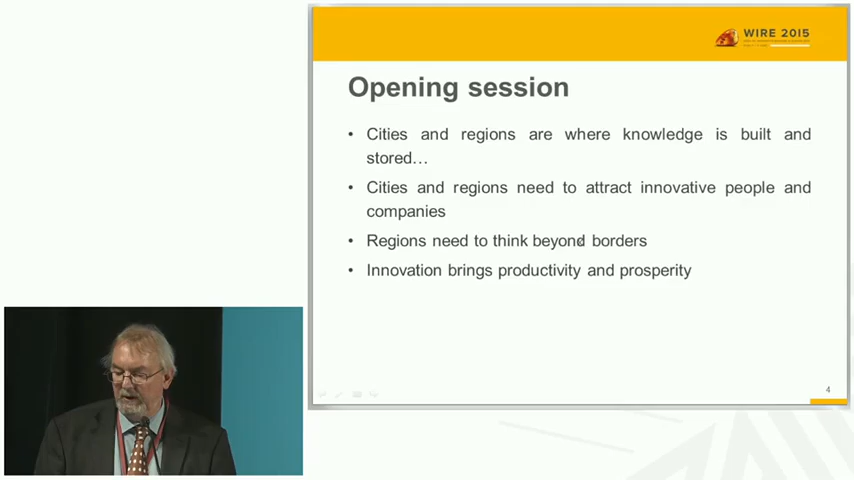 WIRE 2015
Opening session
• Cities and regions are where knowledge is built and
stored…
• Cities and regions need to attract innovative people and
companies
• Regions need to think beyond borders
• Innovation brings productivity and prosperity
4